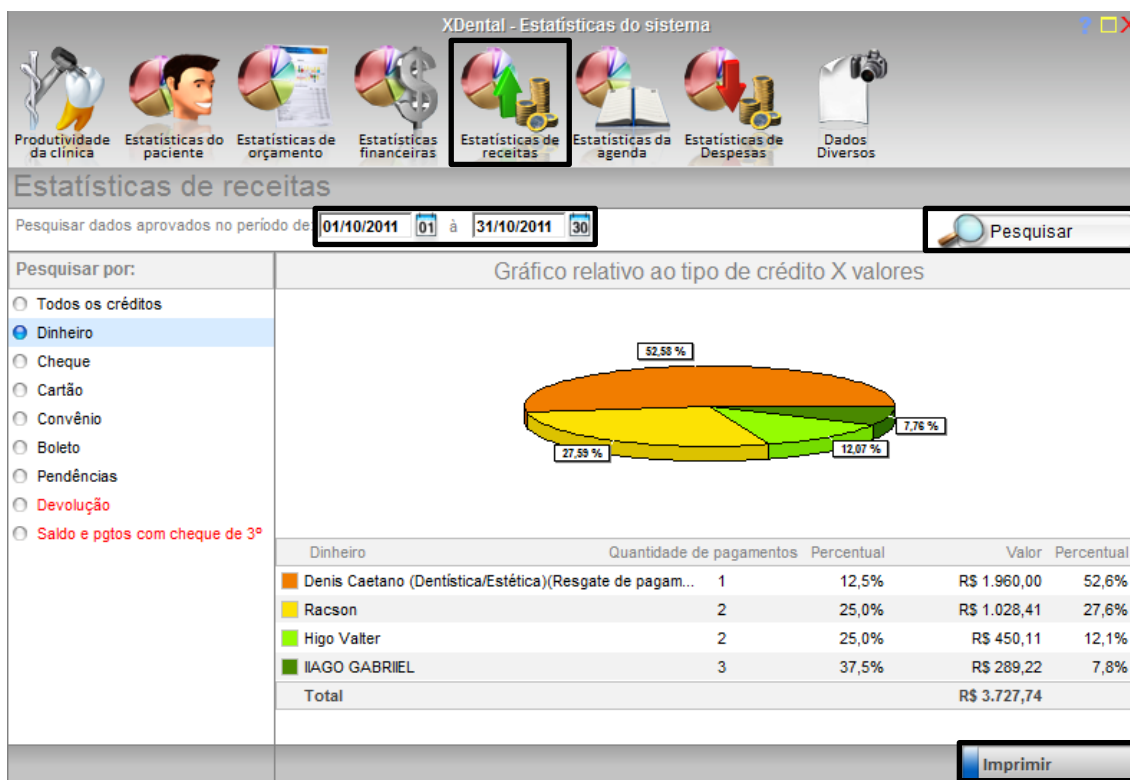 XDental - Estatísticas do sistema
Produtividade da clínica
Estatísticas do paciente
Estatísticas de orçamento
Estatísticas financeiras
Estatísticas de receitas
Estatísticas da agenda
Estatísticas de Despesas
Dados Diversos
Estatísticas de receitas
Pesquisar dados aprovados no período de: 01/10/2011 01 à 31/10/2011 30 Pesquisar
Pesquisar por:
Todos os créditos
Dinheiro
Cheque
Cartão
Convênio
Boleto
Pendências
Devolução
Saldo e pgtos com cheque de 3º
Gráfico relativo ao tipo de crédito X valores
52,58 %
7,76 %
12,07 %
27,59 %
Dinheiro Quantidade de pagamentos Percentual Valor Percentual
Denis Caetano (Dentística/Estética)(Resgate de pagam... 1 12,5% R$ 1.960,00 52,6%
Racson 2 25,0% R$ 1.028,41 27,6%
Higo Valter 2 25,0% R$ 450,11 12,1%
IIAGO GABRIIEL 3 37,5% R$ 289,22 7,8%
Total R$ 3.727,74
Imprimir